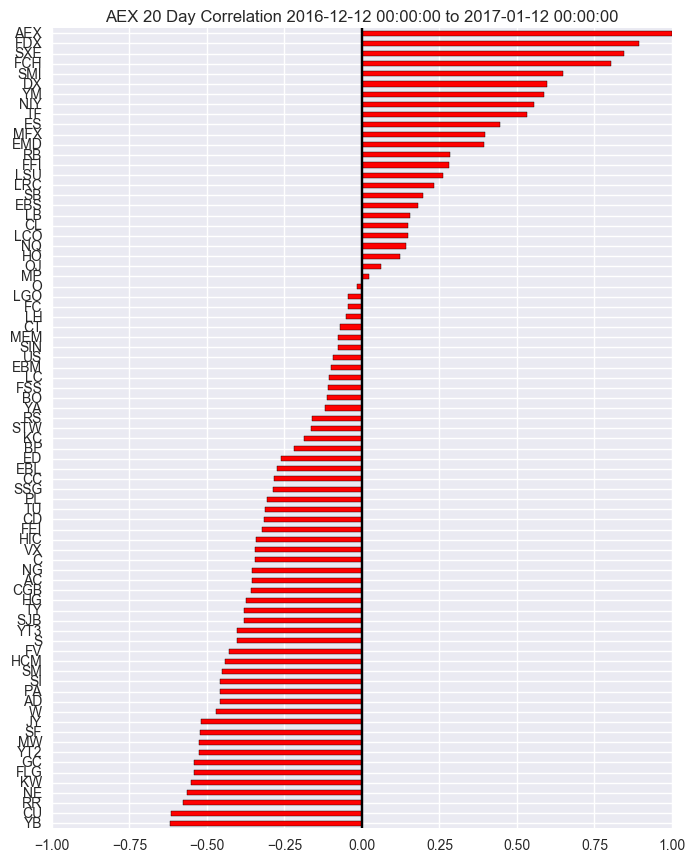 AEX 20 Day Correlation 2016-12-12 00:00:00 to 2017-01-12 00:00:00
AEX
FDX
SXE
FCH
SMI
DX
YM
NIY
TF
ES
MFX
EMD
RB
FFI
LSU
LRC
SB
EBS
LB
CL
LCO
NQ
HO
OJ
MP
O
LGO
FC
LH
CT
MEM
SIN
US
EBM
LC
FSS
BO
YA
RS
STW
KC
BP
ED
EBL
CC
SSG
PL
TU
CD
FEI
HIC
VX
C
NG
AC
CGB
HG
TY
SJB
YT3
S
FV
HCM
SM
SI
PA
AD
W
JY
SF
MW
YT2
GC
FLG
KW
NE
RR
CU
YB
−1.00 −0.75 −0.50 −0.25 0.00 0.25 0.50 0.75 1.00